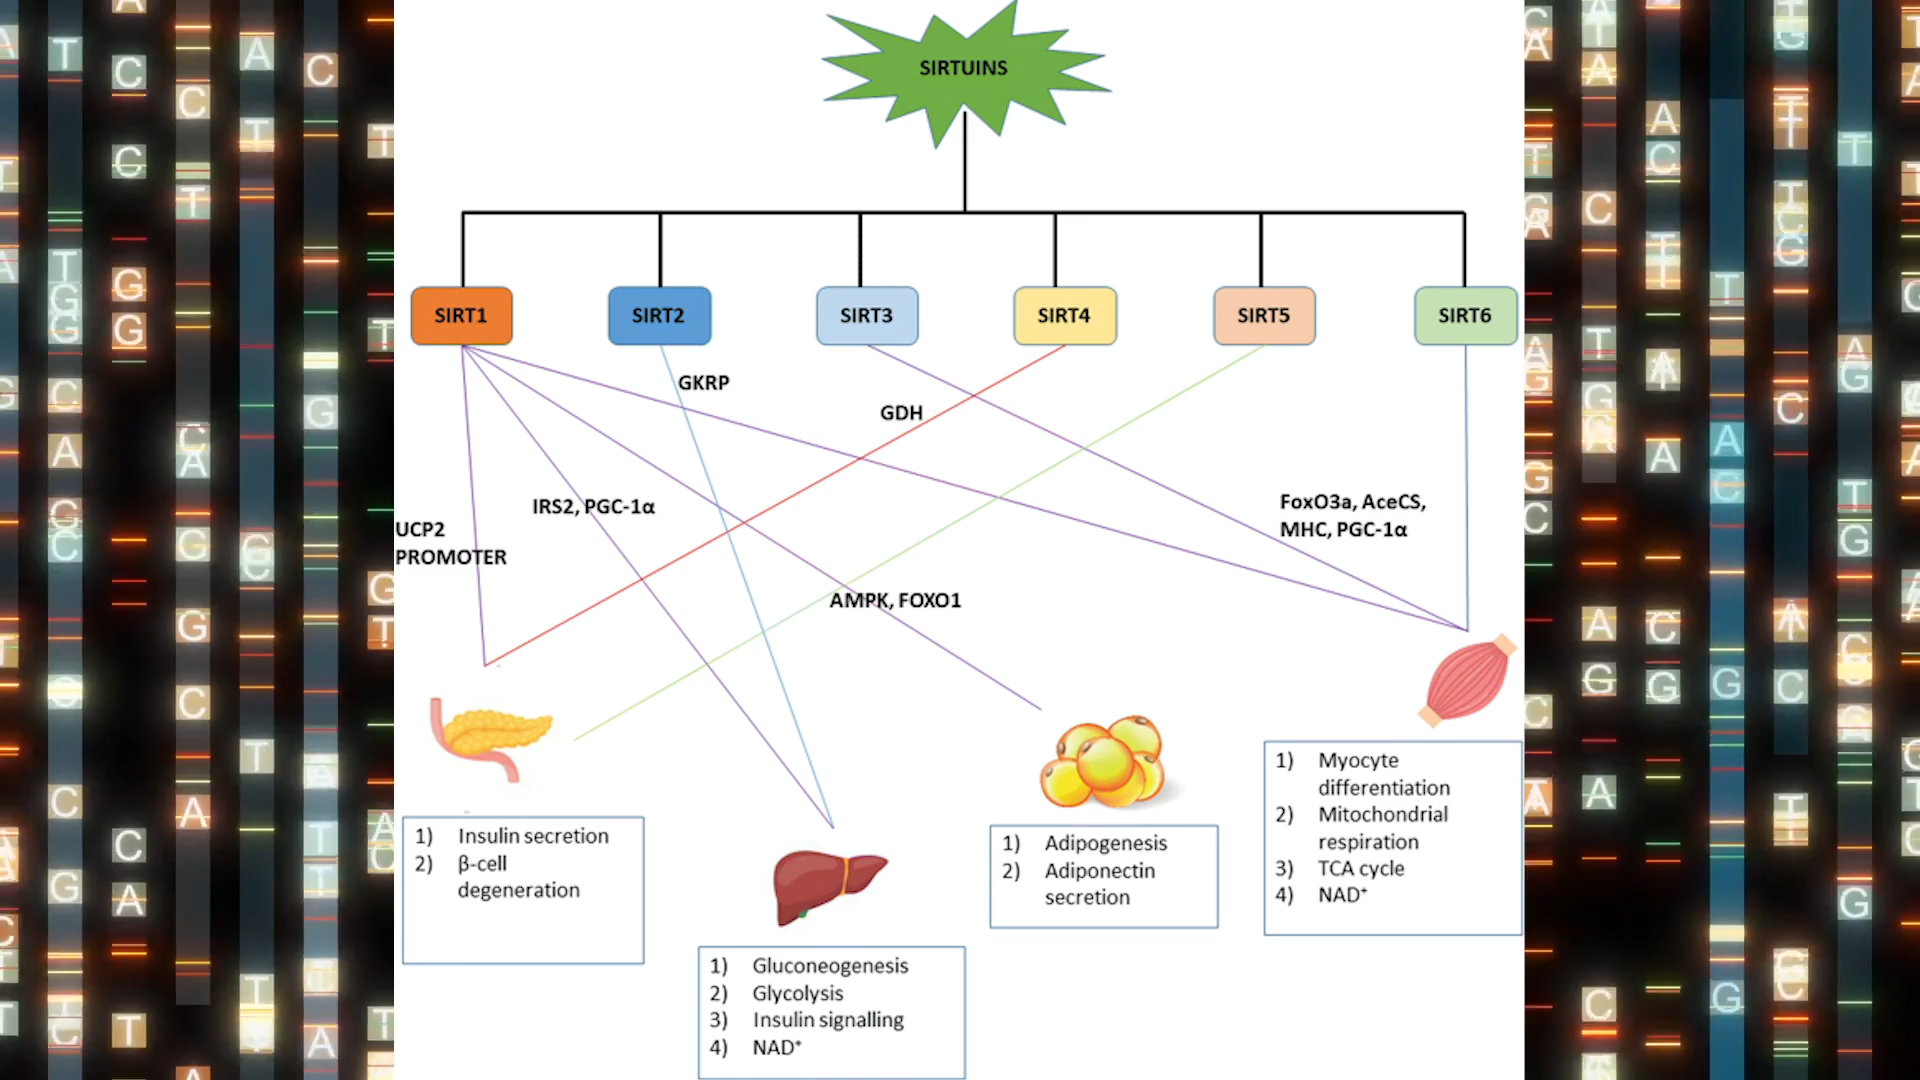 SIRTUINS
SIRT1
SIRT2
SIRT3
SIRT4
SIRT5
SIRT6
GKRP
GDH
IRS2, PGC-1α
UCP2
PROMOTER
FoxO3a, AceCS,
MHC, PGC-1α
AMPK, FOXO1
1) Insulin secretion
2) β-cell
degeneration
1) Gluconeogenesis
2) Glycolysis
3) Insulin signalling
4) NAD⁺
1) Adipogenesis
2) Adiponectin
secretion
1) Myocyte
differentiation
2) Mitochondrial
respiration
3) TCA cycle
4) NAD⁺